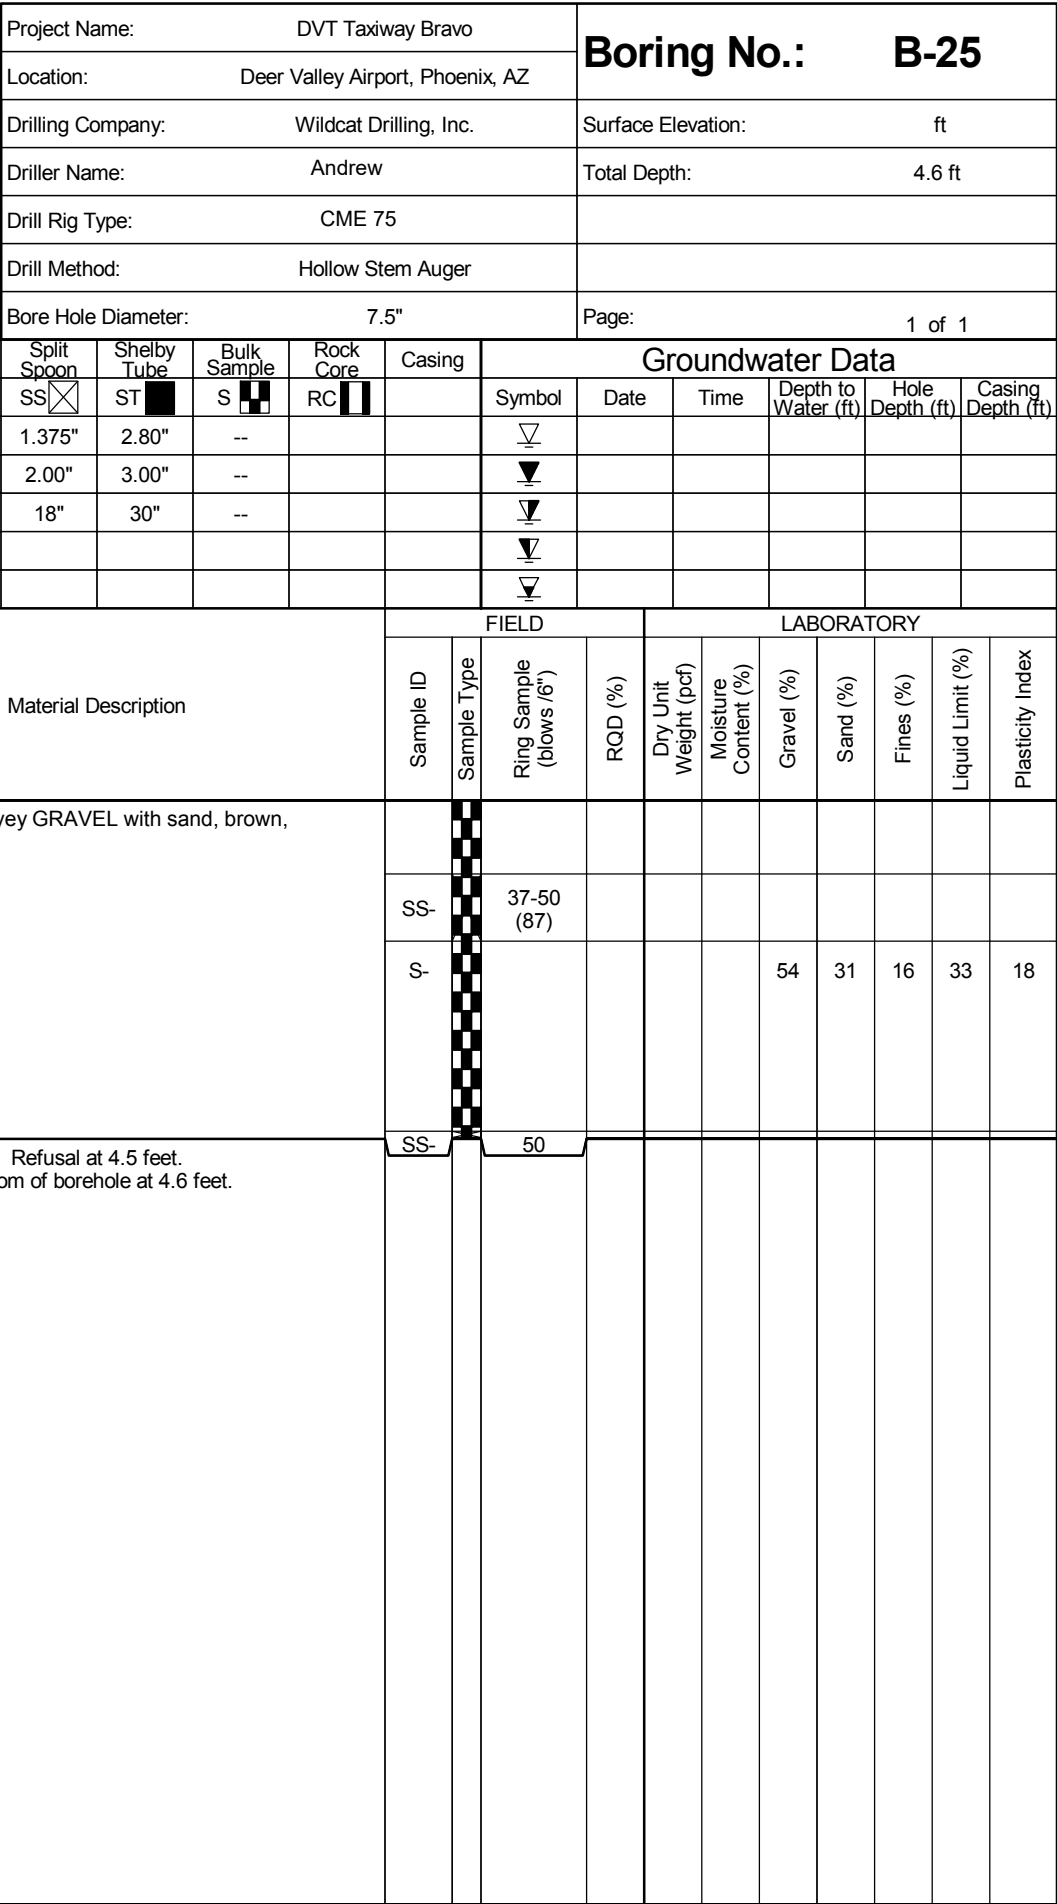 Project Name: DVT Taxiway Bravo
Boring No.: B-25
Location: Deer Valley Airport, Phoenix, AZ
Drilling Company: Wildcat Drilling, Inc.
Surface Elevation: ft
Driller Name: Andrew
Total Depth: 4.6 ft
Drill Rig Type: CME 75
Drill Method: Hollow Stem Auger
Bore Hole Diameter: 7.5"
Page: 1 of 1
Split Spoon Shelby Tube Bulk Sample Rock Core Casing Groundwater Data
SS ST S RC Symbol Date Time Depth to Water (ft) Hole Depth (ft) Casing Depth (ft)
1.375" 2.80" --
2.00" 3.00" --
18" 30" --
FIELD LABORATORY
Material Description
Sample ID
Sample Type
Ring Sample
(blows /6")
RQD (%)
Dry Unit
Weight (pcf)
Moisture
Content (%)
Gravel (%)
Sand (%)
Fines (%)
Liquid Limit (%)
Plasticity Index
yey GRAVEL with sand, brown,
SS- 37-50
(87)
S- 54 31 16 33 18
SS- 50
Refusal at 4.5 feet.
om of borehole at 4.6 feet.